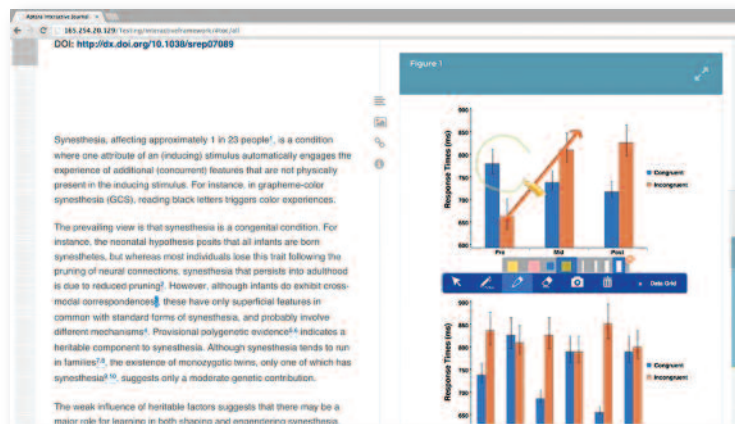 Aptara Interactive Journal
165.254.20.129/Testing/interactiveframework/#toc/all
DOI: http://dx.doi.org/10.1038/srep07089
Synesthesia, affecting approximately 1 in 23 people¹, is a condition
where one attribute of an (inducing) stimulus automatically engages the
experience of additional (concurrent) features that are not physically
present in the inducing stimulus. For instance, in grapheme-color
synesthesia (GCS), reading black letters triggers color experiences.
The prevailing view is that synesthesia is a congenital condition. For
instance, the neonatal hypothesis posits that all infants are born
synesthetes, but whereas most individuals lose this trait following the
pruning of neural connections, synesthesia that persists into adulthood
is due to reduced pruning². However, although infants do exhibit cross-
modal correspondences³, these have only superficial features in
common with standard forms of synesthesia, and probably involve
different mechanisms⁴. Provisional polygenetic evidence⁵,⁶ indicates a
heritable component to synesthesia. Although synesthesia tends to run
in families⁷,⁸, the existence of monozygotic twins, only one of which has
synesthesia⁹,¹⁰, suggests only a moderate genetic contribution.
The weak influence of heritable factors suggests that there may be a
major role for learning in both shaping and engendering synesthesia.
Figure 1
Response Times (ms)
900
850
800
750
700
650
600
Pre
Mid
Post
Congruent
Incongruent
Data Grid
Response Times (ms)
900
850
800
750
700
650
Congruent
Incongruent